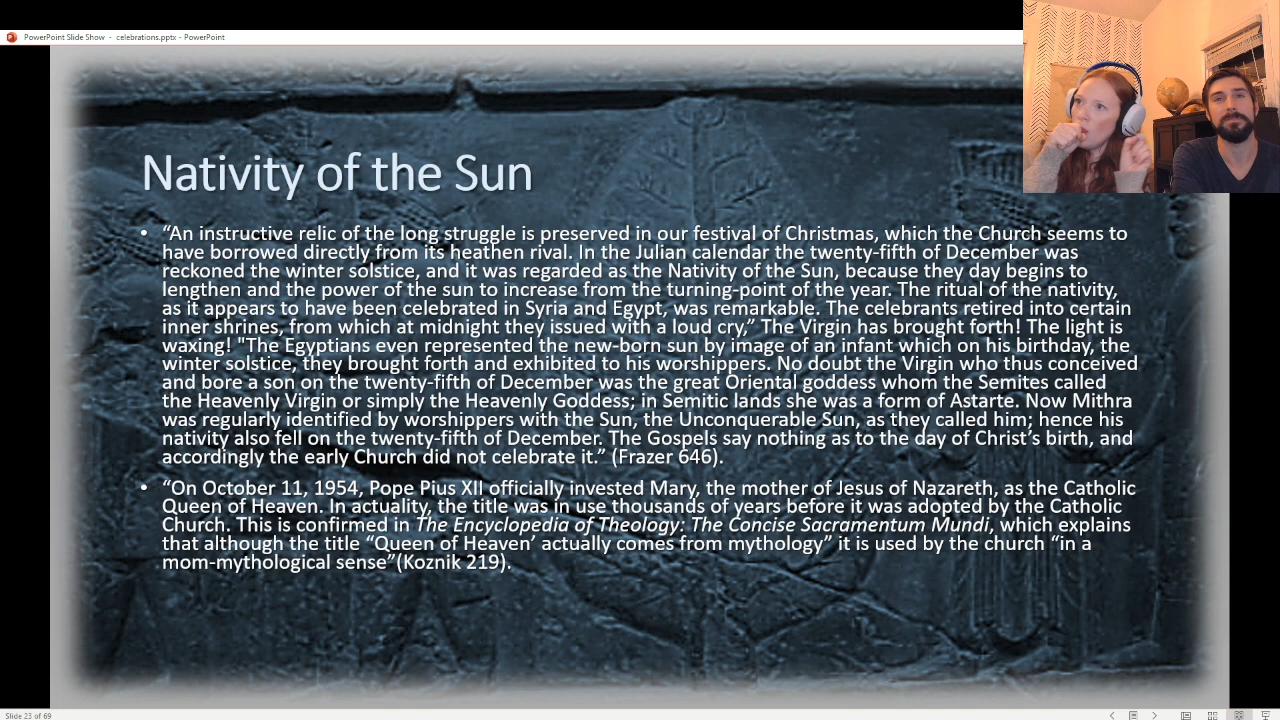 PowerPoint Slide Show - celebrations.pptx - PowerPoint
Nativity of the Sun
• “An instructive relic of the long struggle is preserved in our festival of Christmas, which the Church seems to
have borrowed directly from its heathen rival. In the Julian calendar the twenty-fifth of December was
reckoned the winter solstice, and it was regarded as the Nativity of the Sun, because they day begins to
lengthen and the power of the sun to increase from the turning-point of the year. The ritual of the nativity,
as it appears to have been celebrated in Syria and Egypt, was remarkable. The celebrants retired into certain
inner shrines, from which at midnight they issued with a loud cry,” The Virgin has brought forth! The light is
waxing! "The Egyptians even represented the new-born sun by image of an infant which on his birthday, the
winter solstice, they brought forth and exhibited to his worshippers. No doubt the Virgin who thus conceived
and bore a son on the twenty-fifth of December was the great Oriental goddess whom the Semites called
the Heavenly Virgin or simply the Heavenly Goddess; in Semitic lands she was a form of Astarte. Now Mithra
was regularly identified by worshippers with the Sun, the Unconquerable Sun, as they called him; hence his
nativity also fell on the twenty-fifth of December. The Gospels say nothing as to the day of Christ’s birth, and
accordingly the early Church did not celebrate it.” (Frazer 646).
• “On October 11, 1954, Pope Pius XII officially invested Mary, the mother of Jesus of Nazareth, as the Catholic
Queen of Heaven. In actuality, the title was in use thousands of years before it was adopted by the Catholic
Church. This is confirmed in The Encyclopedia of Theology: The Concise Sacramentum Mundi, which explains
that although the title “Queen of Heaven’ actually comes from mythology” it is used by the church “in a
mom-mythological sense”(Koznik 219).
Slide 23 of 69